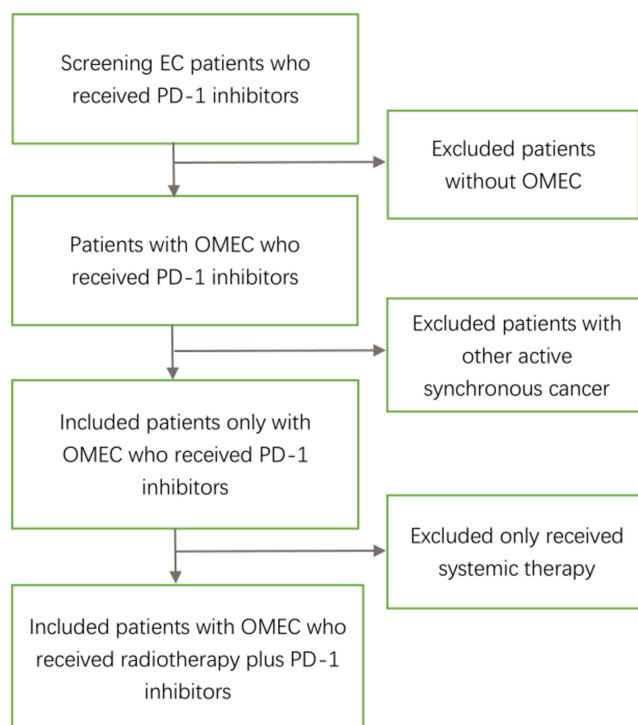 Screening EC patients who
received PD-1 inhibitors
Excluded patients
without OMEC
Patients with OMEC who
received PD-1 inhibitors
Excluded patients with
other active
synchronous cancer
Included patients only with
OMEC who received PD-1
inhibitors
Excluded only received
systemic therapy
Included patients with OMEC who
received radiotherapy plus PD-1
inhibitors